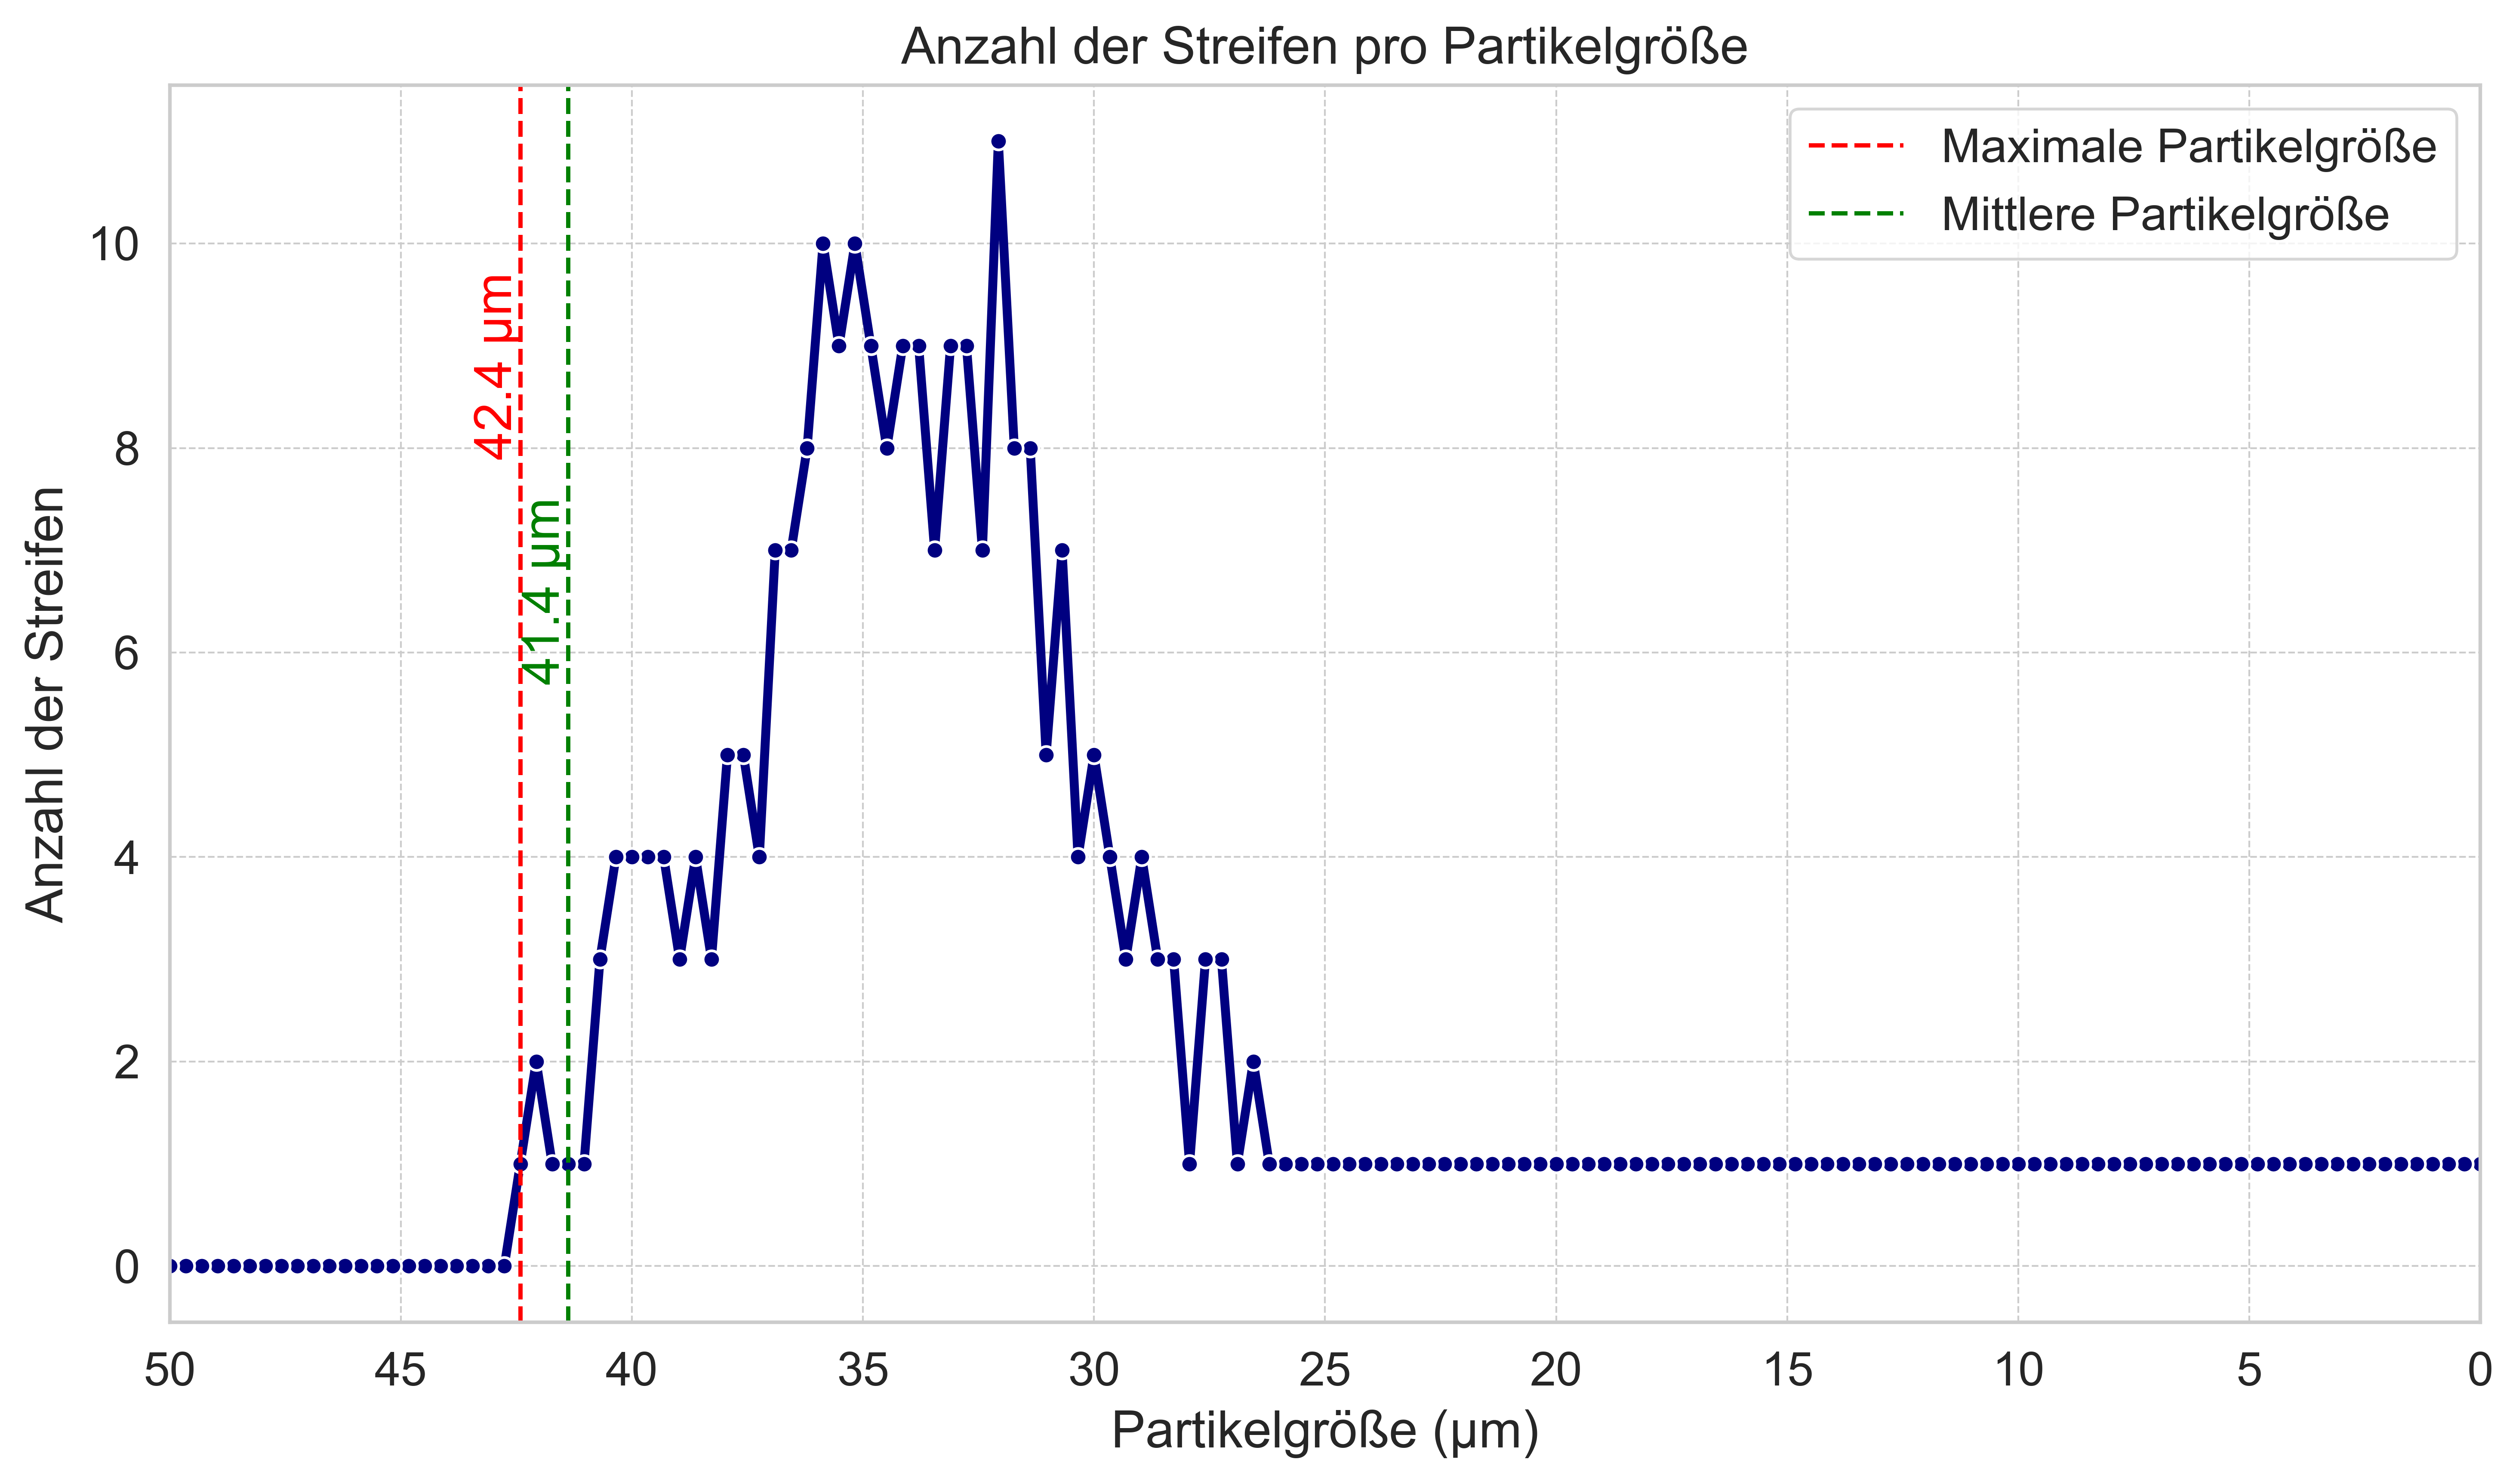 Anzahl der Streifen pro Partikelgröße
Maximale Partikelgröße
Mittlere Partikelgröße
42.4 µm
41.4 µm
Anzahl der Streifen
10
8
6
4
2
0
50 45 40 35 30 25 20 15 10 5 0
Partikelgröße (µm)